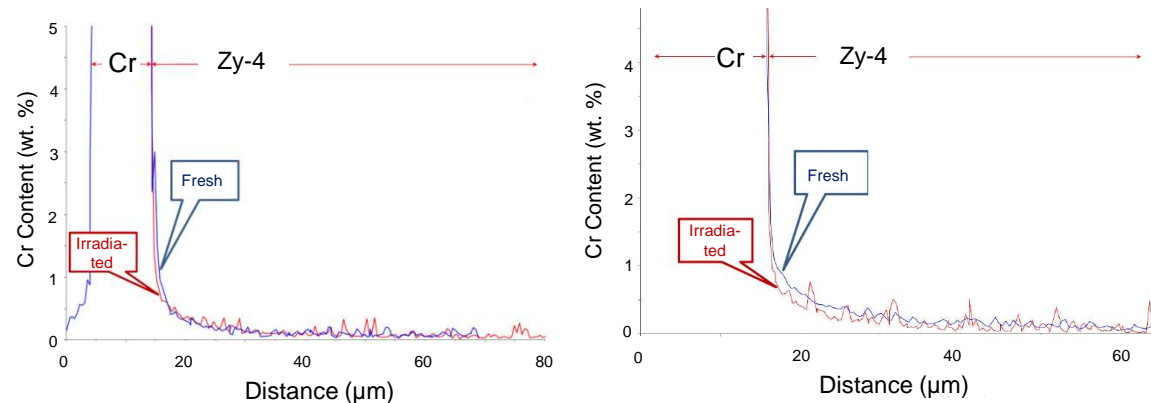 5
4
3
2
1
0
Cr Content (wt. %)
Cr
Zy-4
Fresh
Irradia-
ted
0
20
40
60
80
Distance (µm)
4
3
2
1
0
Cr Content (wt. %)
Cr
Zy-4
Fresh
Irradia-
ted
0
20
40
60
Distance (µm)